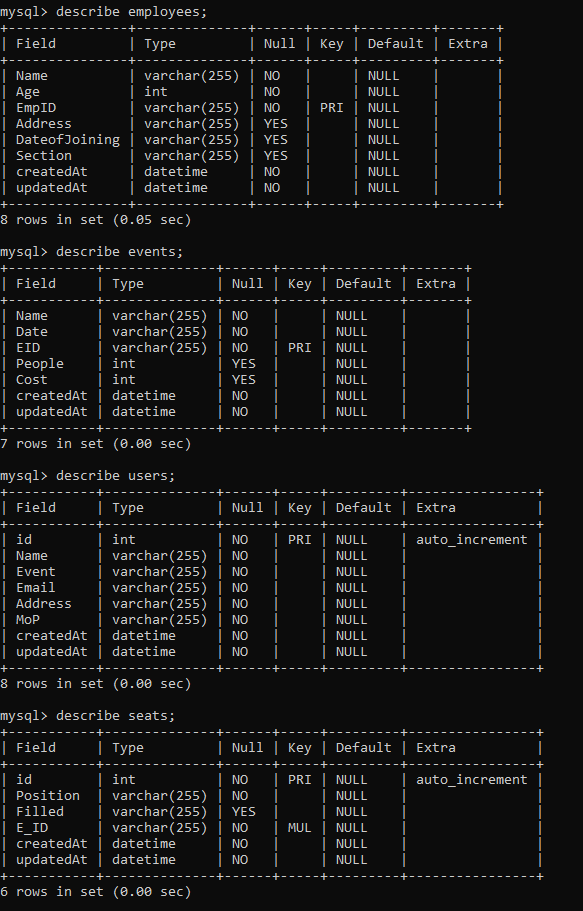 mysql> describe employees;
+---------------+--------------+------+-----+---------+-------+
| Field         | Type         | Null | Key | Default | Extra |
+---------------+--------------+------+-----+---------+-------+
| Name          | varchar(255) | NO   |     | NULL    |       |
| Age           | int          | NO   |     | NULL    |       |
| EmpID         | varchar(255) | NO   | PRI | NULL    |       |
| Address       | varchar(255) | YES  |     | NULL    |       |
| DateofJoining | varchar(255) | YES  |     | NULL    |       |
| Section       | varchar(255) | YES  |     | NULL    |       |
| createdAt     | datetime     | NO   |     | NULL    |       |
| updatedAt     | datetime     | NO   |     | NULL    |       |
+---------------+--------------+------+-----+---------+-------+
8 rows in set (0.05 sec)

mysql> describe events;
+-----------+--------------+------+-----+---------+-------+
| Field     | Type         | Null | Key | Default | Extra |
+-----------+--------------+------+-----+---------+-------+
| Name      | varchar(255) | NO   |     | NULL    |       |
| Date      | varchar(255) | NO   |     | NULL    |       |
| EID       | varchar(255) | NO   | PRI | NULL    |       |
| People    | int          | YES  |     | NULL    |       |
| Cost      | int          | YES  |     | NULL    |       |
| createdAt | datetime     | NO   |     | NULL    |       |
| updatedAt | datetime     | NO   |     | NULL    |       |
+-----------+--------------+------+-----+---------+-------+
7 rows in set (0.00 sec)

mysql> describe users;
+-----------+--------------+------+-----+---------+----------------+
| Field     | Type         | Null | Key | Default | Extra          |
+-----------+--------------+------+-----+---------+----------------+
| id        | int          | NO   | PRI | NULL    | auto_increment |
| Name      | varchar(255) | NO   |     | NULL    |                |
| Event     | varchar(255) | NO   |     | NULL    |                |
| Email     | varchar(255) | NO   |     | NULL    |                |
| Address   | varchar(255) | NO   |     | NULL    |                |
| MoP       | varchar(255) | NO   |     | NULL    |                |
| createdAt | datetime     | NO   |     | NULL    |                |
| updatedAt | datetime     | NO   |     | NULL    |                |
+-----------+--------------+------+-----+---------+----------------+
8 rows in set (0.00 sec)

mysql> describe seats;
+-----------+--------------+------+-----+---------+----------------+
| Field     | Type         | Null | Key | Default | Extra          |
+-----------+--------------+------+-----+---------+----------------+
| id        | int          | NO   | PRI | NULL    | auto_increment |
| Position  | varchar(255) | NO   |     | NULL    |                |
| Filled    | varchar(255) | YES  |     | NULL    |                |
| E_ID      | varchar(255) | NO   | MUL | NULL    |                |
| createdAt | datetime     | NO   |     | NULL    |                |
| updatedAt | datetime     | NO   |     | NULL    |                |
+-----------+--------------+------+-----+---------+----------------+
6 rows in set (0.00 sec)